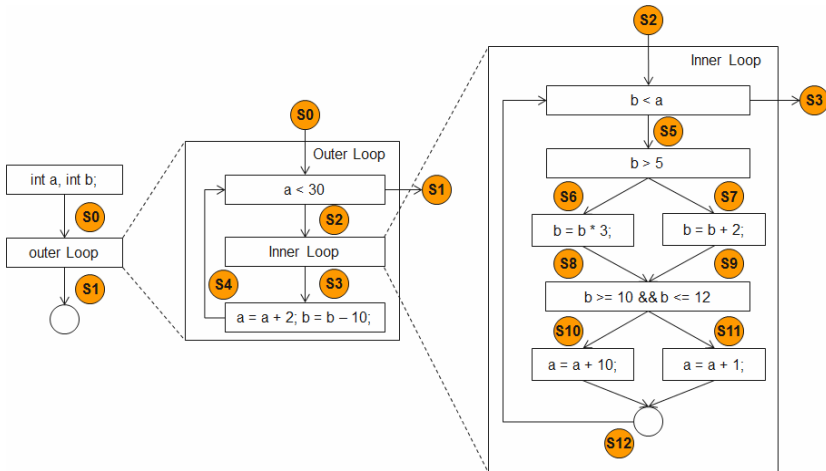 int a, int b;
S0
outer Loop
S1
S0
Outer Loop
a < 30
S1
S2
Inner Loop
S4
S3
a = a + 2; b = b – 10;
S2
Inner Loop
b < a
S3
S5
b > 5
S6
S7
b = b * 3;
b = b + 2;
S8
S9
b >= 10 && b <= 12
S10
S11
a = a + 10;
a = a + 1;
S12